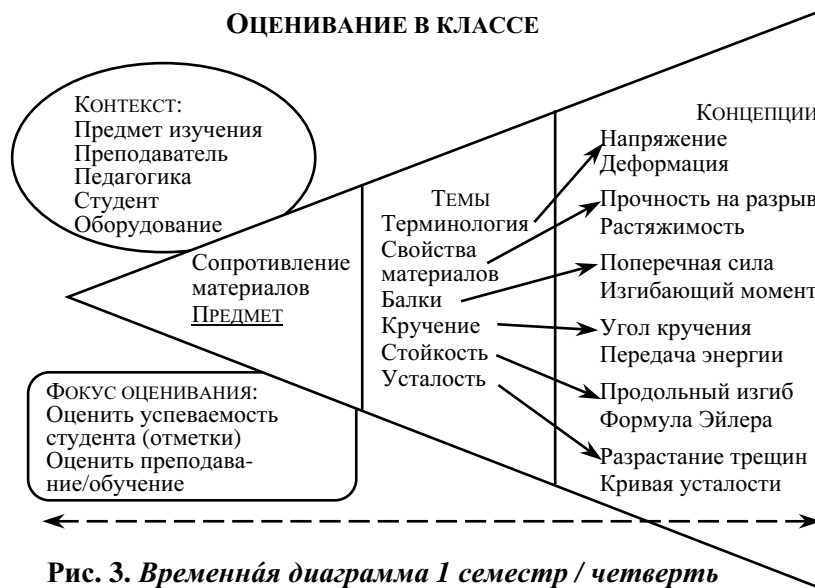 ОЦЕНИВАНИЕ В КЛАССЕ
КОНТЕКСТ:
Предмет изучения
Преподаватель
Педагогика
Студент
Оборудование
Сопротивление
материалов
ПРЕДМЕТ
ФОКУС ОЦЕНИВАНИЯ:
Оценить успеваемость
студента (отметки)
Оценить преподава-
ние/обучение
ТЕМЫ
Терминология
Свойства
материалов
Балки
Кручение
Стойкость
Усталость
КОНЦЕПЦИИ
Напряжение
Деформация
Прочность на разрыв
Растяжимость
Поперечная сила
Изгибающий момент
Угол кручения
Передача энергии
Продольный изгиб
Формула Эйлера
Разрастание трещин
Кривая усталости
Рис. 3. Временнáя диаграмма 1 семестр / четверть